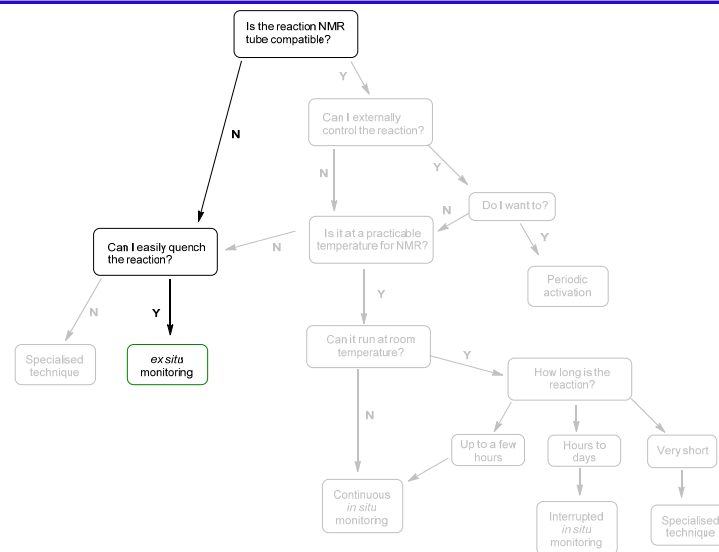 Is the reaction NMR
tube compatible?
Y
Can I externally
control the reaction?
N
N
Y
Do I want to?
N
Can I easily quench
the reaction?
N
Is it at a practicable
temperature for NMR?
Y
Periodic
activation
N
Y
Y
Specialised
technique
ex situ
monitoring
Can it run at room
temperature?
Y
How long is the
reaction?
N
Up to a few
hours
Hours to
days
Very short
Continuous
in situ
monitoring
Interrupted
in situ
monitoring
Specialised
technique